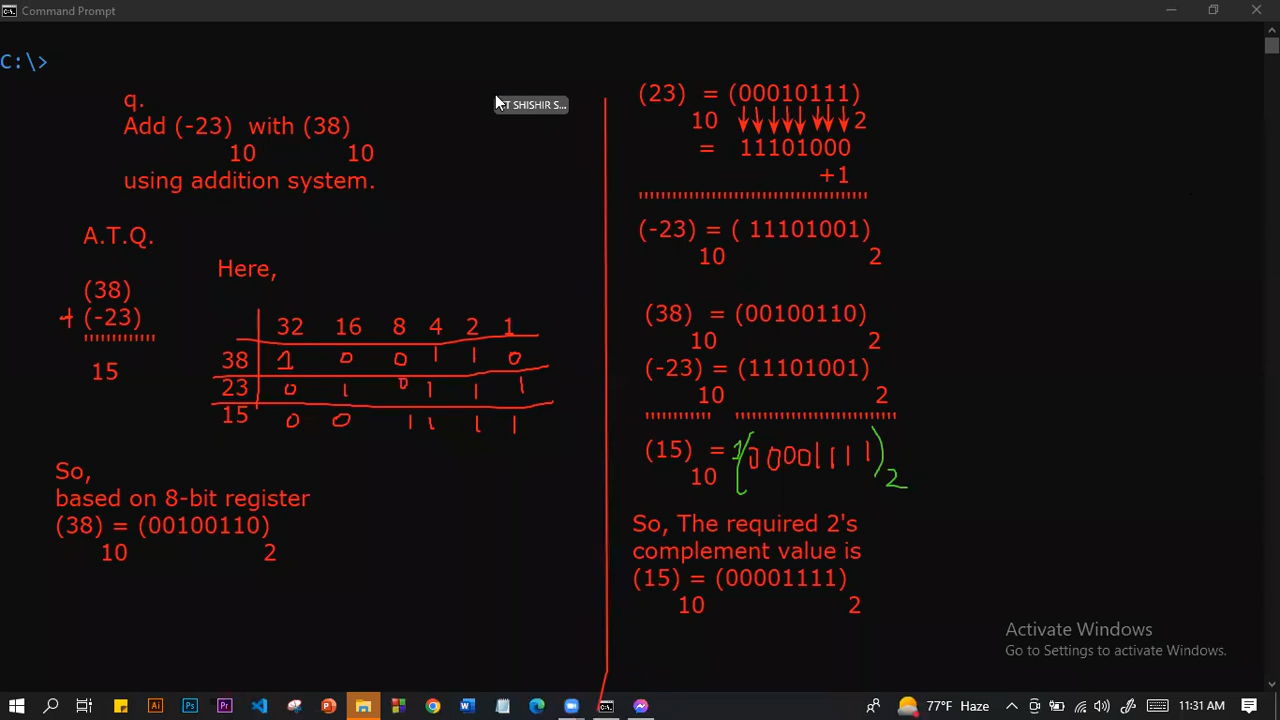 Command Prompt
C:\>
T SHISHIR S...
q.
Add (-23) with (38)
10 10
using addition system.
A.T.Q.
(38)
+ (-23)
"""""""
15
Here,
32 16 8 4 2 1
38 1 0 0 1 1 0
23 0 1 0 1 1 1
15 0 0 1 1 1 1
So,
based on 8-bit register
(38) = (00100110)
10 2
(23) = (00010111)
10 2
= 11101000
+1
""""""""""""""""""""
(-23) = ( 11101001)
10 2
(38) = (00100110)
10 2
(-23) = (11101001)
10 2
"""""" """"""""""""""
(15) = 1(00001111)
10 2
So, The required 2's
complement value is
(15) = (00001111)
10 2
Activate Windows
Go to Settings to activate Windows.
77°F Haze
11:31 AM